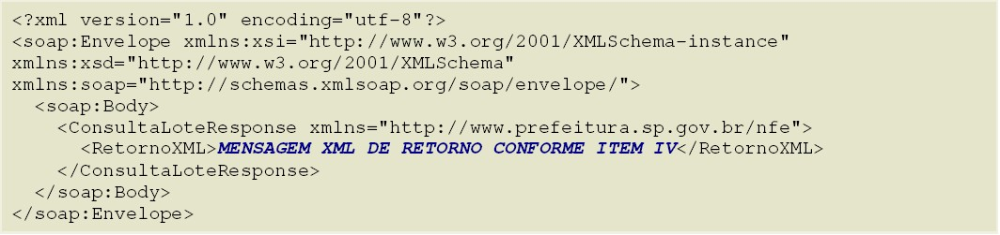 <?xml version="1.0" encoding="utf-8"?>
<soap:Envelope xmlns:xsi="http://www.w3.org/2001/XMLSchema-instance"
xmlns:xsd="http://www.w3.org/2001/XMLSchema"
xmlns:soap="http://schemas.xmlsoap.org/soap/envelope/">
  <soap:Body>
    <ConsultaLoteResponse xmlns="http://www.prefeitura.sp.gov.br/nfe">
      <RetornoXML>MENSAGEM XML DE RETORNO CONFORME ITEM IV</RetornoXML>
    </ConsultaLoteResponse>
  </soap:Body>
</soap:Envelope>